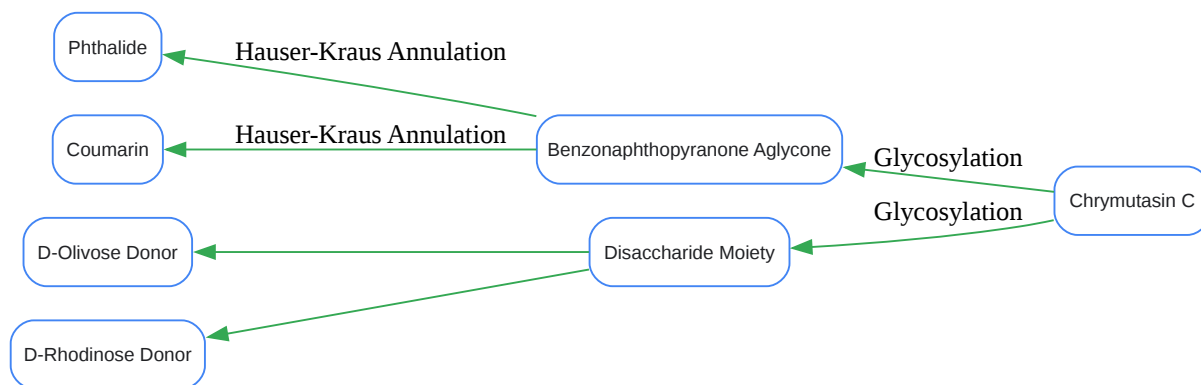 Phthalide
Hauser-Kraus Annulation
Coumarin
Hauser-Kraus Annulation
Benzonaphthopyranone Aglycone
Glycosylation
Chrymutasin C
Glycosylation
D-Olivose Donor
Disaccharide Moiety
D-Rhodinose Donor